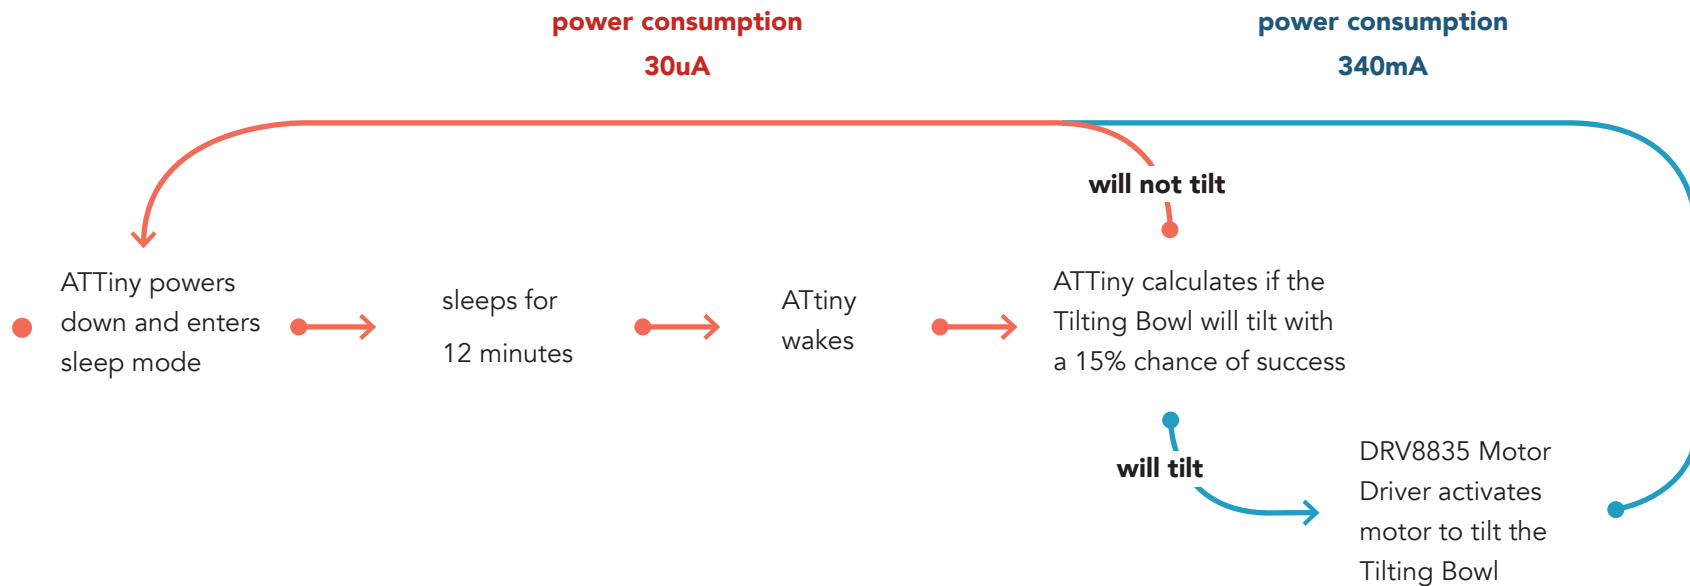 power consumption
30uA
power consumption
340mA
will not tilt
ATTiny powers
down and enters
sleep mode
sleeps for
12 minutes
ATtiny
wakes
ATTiny calculates if the
Tilting Bowl will tilt with
a 15% chance of success
will tilt
DRV8835 Motor
Driver activates
motor to tilt the
Tilting Bowl